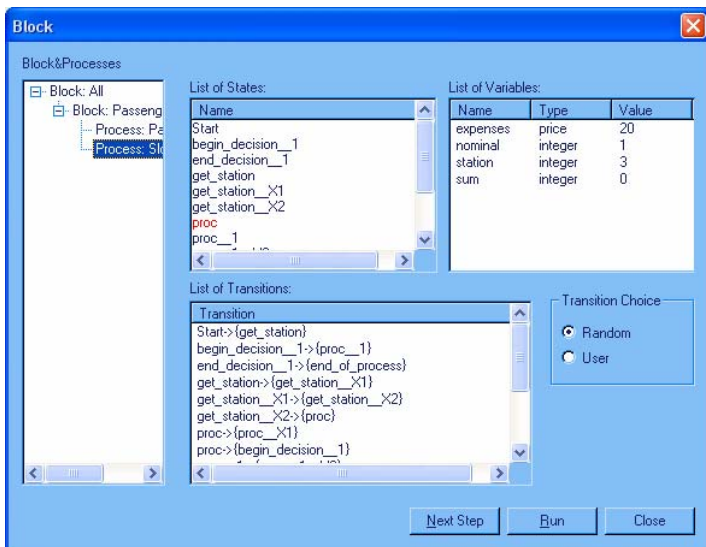 Block
Block&Processes
Block: All
Block: Passeng
Process: Pa
Process: Slo
List of States:
Name
Start
begin_decision__1
end_decision__1
get_station
get_station__X1
get_station__X2
proc
proc__1
List of Variables:
Name Type Value
expenses price 20
nominal integer 1
station integer 3
sum integer 0
List of Transitions:
Transition
Start->{get_station}
begin_decision__1->{proc__1}
end_decision__1->{end_of_process}
get_station->{get_station__X1}
get_station__X1->{get_station__X2}
get_station__X2->{proc}
proc->{proc__X1}
proc->{begin_decision__1}
Transition Choice
Random
User
Next Step
Run
Close